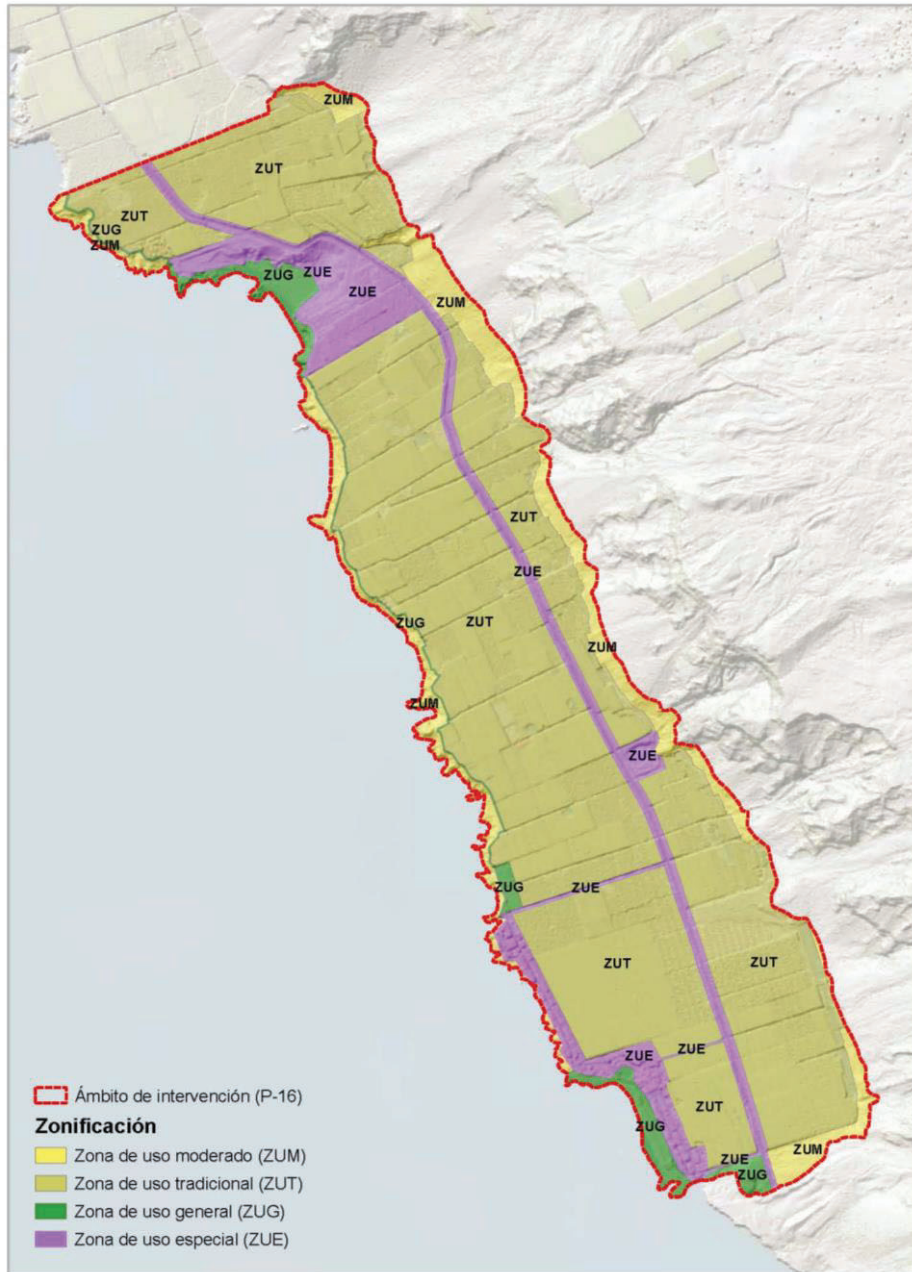 ZUM
ZUT
ZUT
ZUG
ZUM
ZUG
ZUE
ZUE
ZUM
ZUT
ZUE
ZUG
ZUT
ZUM
ZUM
ZUE
ZUG
ZUE
ZUT
ZUT
ZUE
ZUE
ZUT
ZUG
ZUM
ZUE
ZUG
Ámbito de intervención (P-16)
Zonificación
Zona de uso moderado (ZUM)
Zona de uso tradicional (ZUT)
Zona de uso general (ZUG)
Zona de uso especial (ZUE)